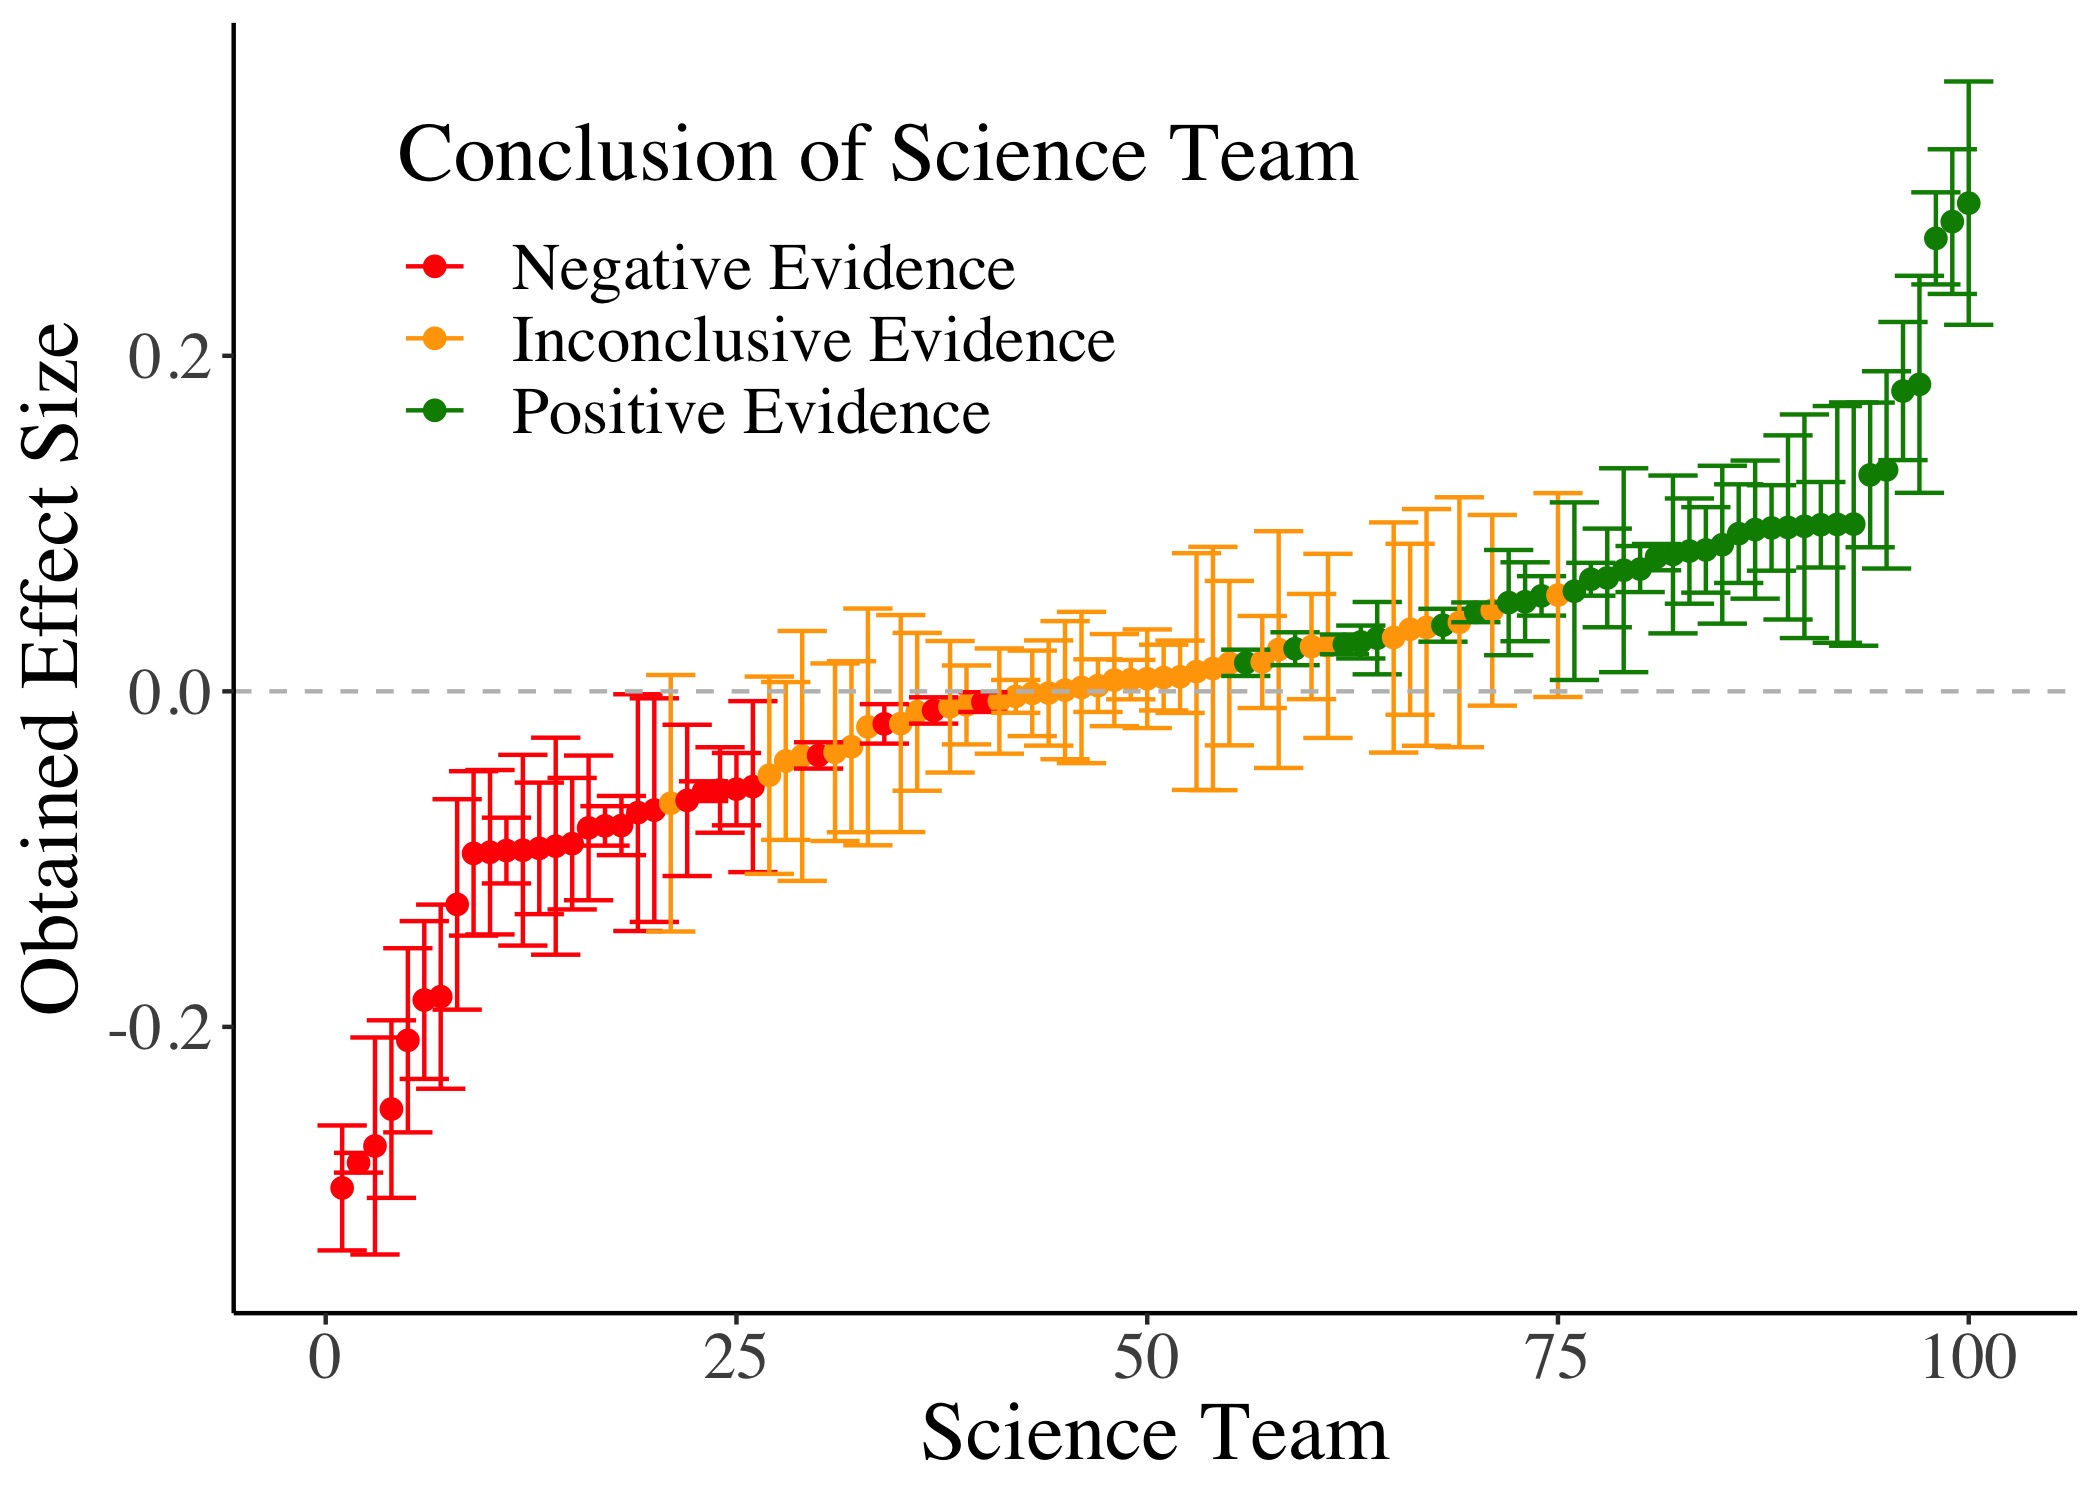 Conclusion of Science Team
Negative Evidence
Inconclusive Evidence
Positive Evidence
Obtained Effect Size
0.2
0.0
-0.2
0 25 50 75 100
Science Team